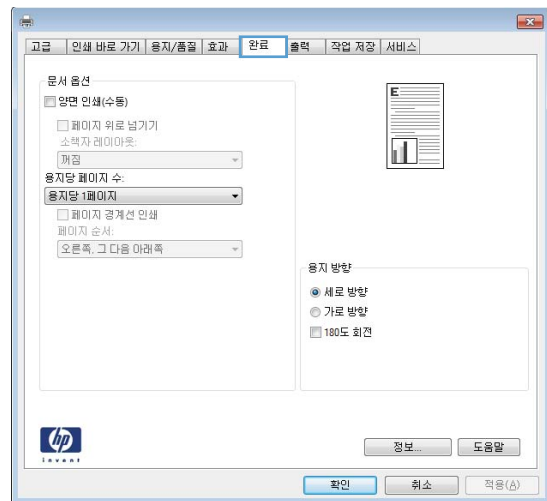 고급 인쇄 바로 가기 용지/품질 효과 완료 출력 작업 저장 서비스
문서 옵션
양면 인쇄(수동)
페이지 위로 넘기기
소책자 레이아웃:
꺼짐
용지당 페이지 수:
용지당 1페이지
페이지 경계선 인쇄
페이지 순서:
오른쪽, 그 다음 아래쪽
E
용지 방향
세로 방향
가로 방향
180도 회전
hp
invent
정보... 도움말
확인 취소 적용(A)